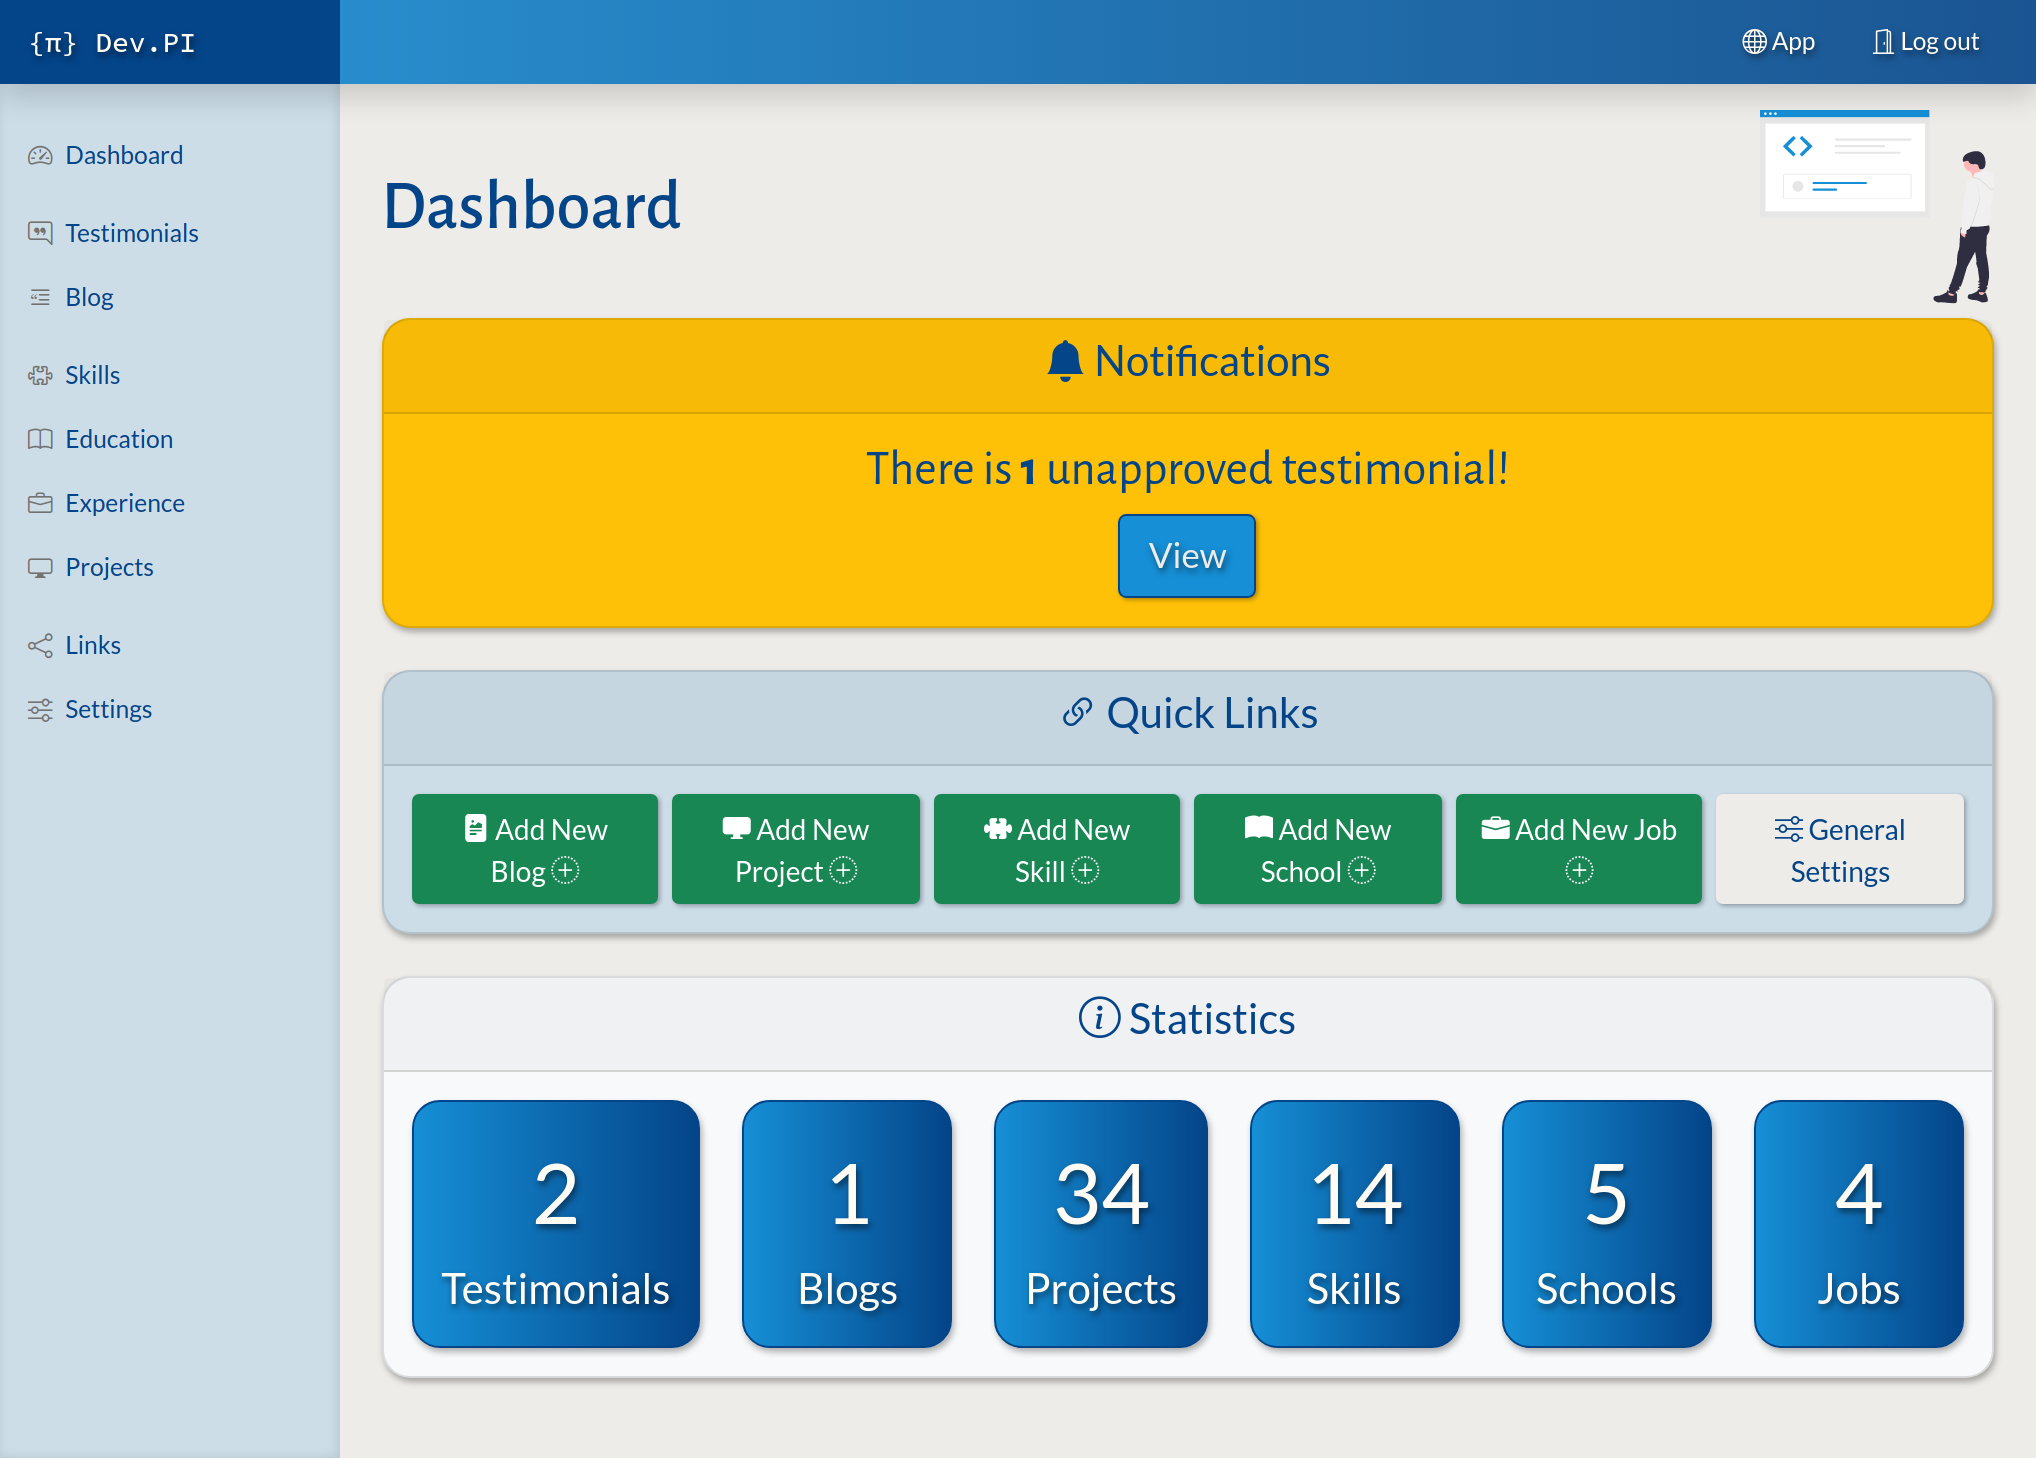 {π} Dev.PI
App
Log out
Dashboard
Testimonials
Blog
Skills
Education
Experience
Projects
Links
Settings
Dashboard
Notifications
There is 1 unapproved testimonial!
View
Quick Links
Add New
Blog
Add New
Project
Add New
Skill
Add New
School
Add New Job
General
Settings
Statistics
2
Testimonials
1
Blogs
34
Projects
14
Skills
5
Schools
4
Jobs